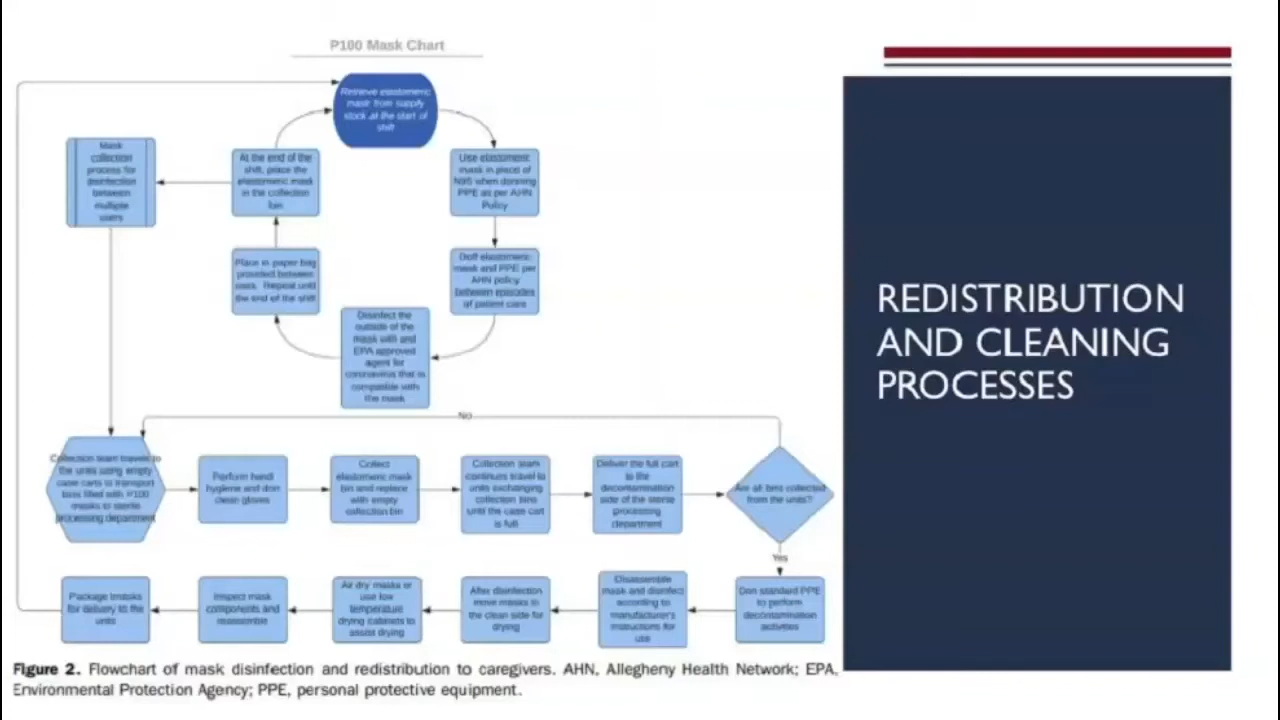 P100 Mask Chart
Retrieve elastomeric
mask from supply
stock at the start of
shift
Mask
collection
process for
disinfection
between
multiple
users
At the end of the
shift, place the
elastomeric mask
in the collection
bin
Use elastomeric
mask in place of
N95 when donning
PPE as per AHN
Policy
Place in paper bag
provided between
uses. Repeat until
the end of the shift
Doff elastomeric
mask and PPE per
AHN policy
between episodes
of patient care
Disinfect the
outside of the
mask with and
EPA approved
agent for
coronavirus that is
compatible with
the mask
REDISTRIBUTION
AND CLEANING
PROCESSES
No
Collection team travels to
the units using empty
case carts to transport
bins filled with P100
masks to sterile
processing department
Perform hand
hygiene and don
clean gloves
Collect
elastomeric mask
bin and replace
with empty
collection bin
Collection team
continues travel to
units exchanging
collection bins
until the case cart
is full
Deliver the full cart
to the
decontamination
side of the sterile
processing
department
Are all bins collected
from the units?
Yes
Package masks
for delivery to the
units
Inspect mask
components and
reassemble
Air dry masks or
use low
temperature
drying cabinets to
assist drying
After disinfection
move masks to
the clean side for
drying
Disassemble
mask and disinfect
according to
manufacturer's
instructions for
use
Don standard PPE
to perform
decontamination
activities
Figure 2. Flowchart of mask disinfection and redistribution to caregivers. AHN, Allegheny Health Network; EPA,
Environmental Protection Agency; PPE, personal protective equipment.